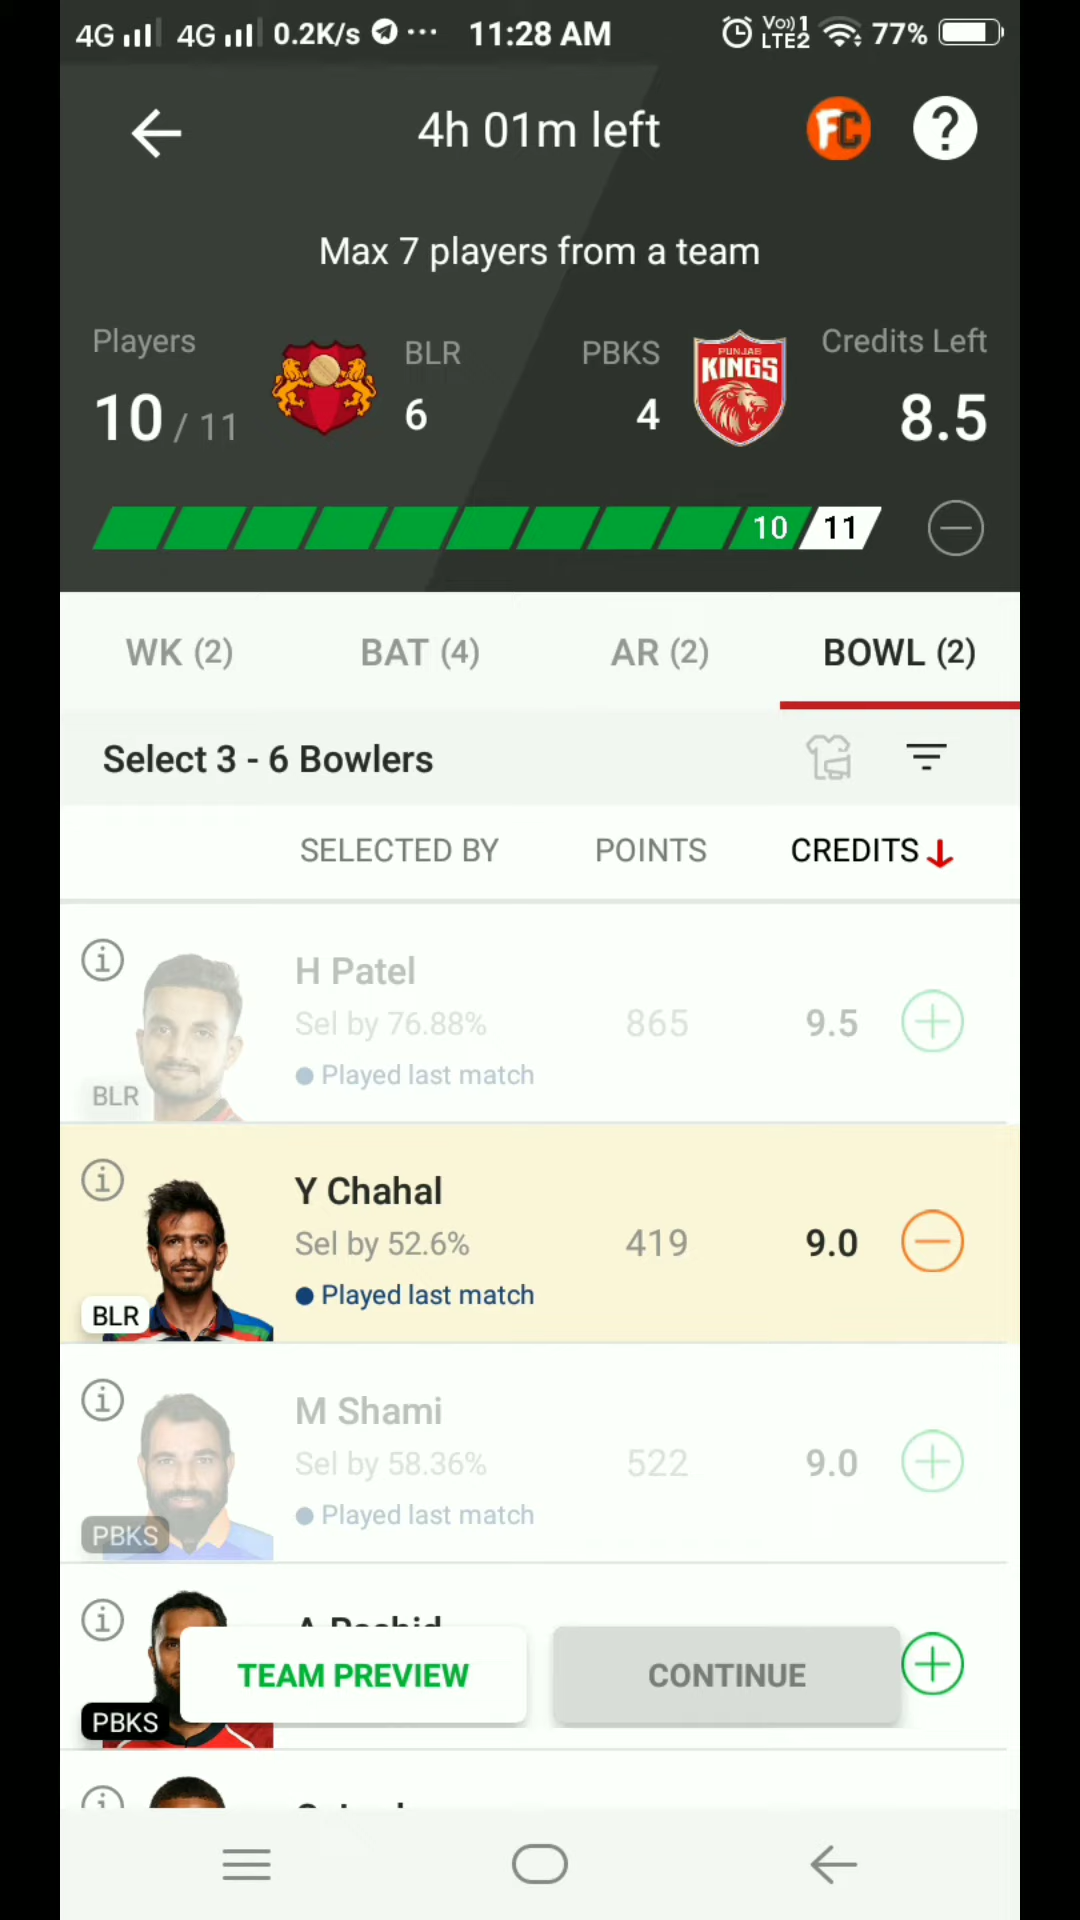 4G 4G 0.2K/s ... 11:28 AM Vo)) 1 LTE2 77%
4h 01m left FC ?
Max 7 players from a team
Players BLR PBKS PUNJAB KINGS Credits Left
10 / 11 6 4 8.5
10 11
WK (2) BAT (4) AR (2) BOWL (2)
Select 3 - 6 Bowlers
SELECTED BY POINTS CREDITS
H Patel
Sel by 76.88% 865 9.5
Played last match
BLR
Y Chahal
Sel by 52.6% 419 9.0
Played last match
BLR
M Shami
Sel by 58.36% 522 9.0
Played last match
PBKS
TEAM PREVIEW CONTINUE
PBKS